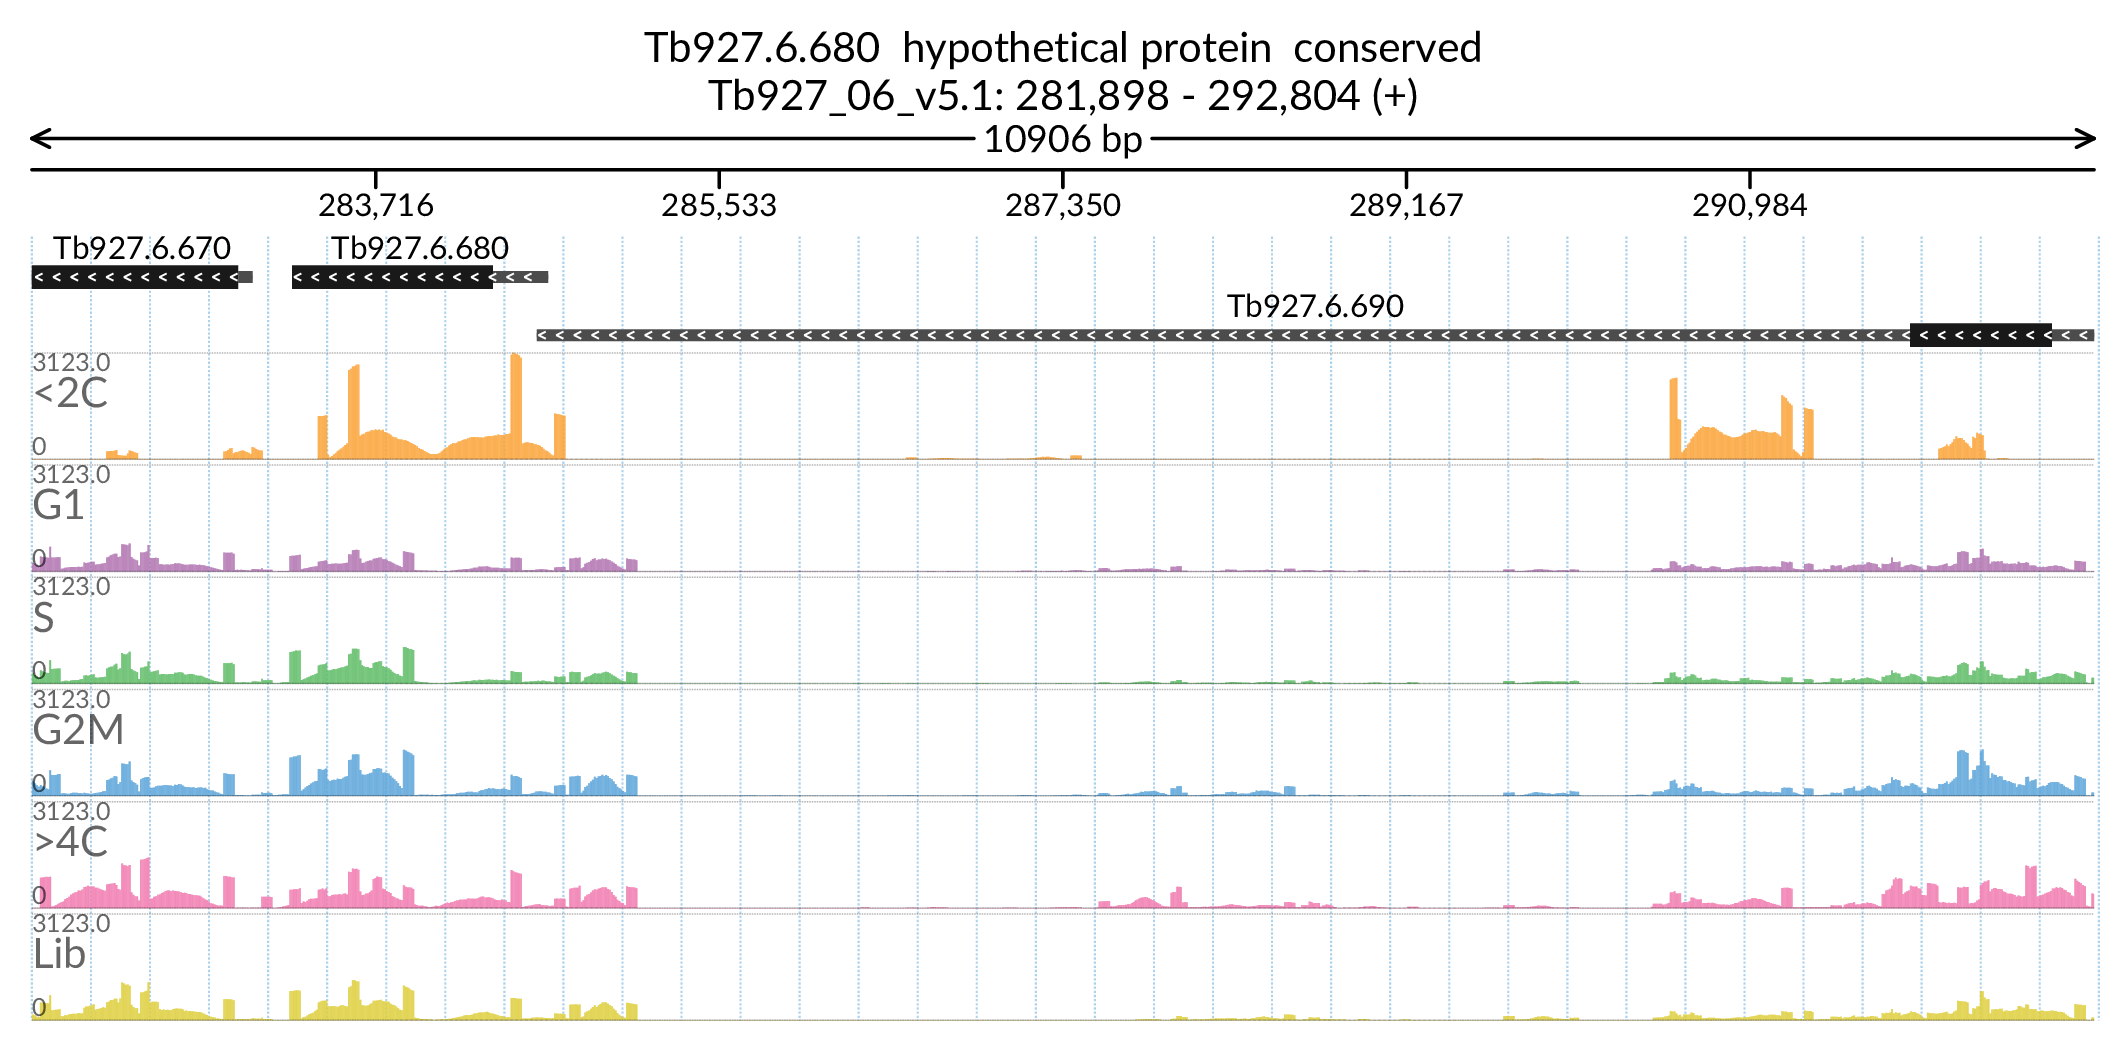 Tb927.6.680 hypothetical protein conserved
Tb927_06_v5.1: 281,898 - 292,804 (+)
10906 bp
283,716 285,533 287,350 289,167 290,984
Tb927.6.670 Tb927.6.680
Tb927.6.690
3123.0
<2C
0
3123.0
G1
0
3123.0
S
0
3123.0
G2M
0
3123.0
>4C
0
3123.0
Lib
0